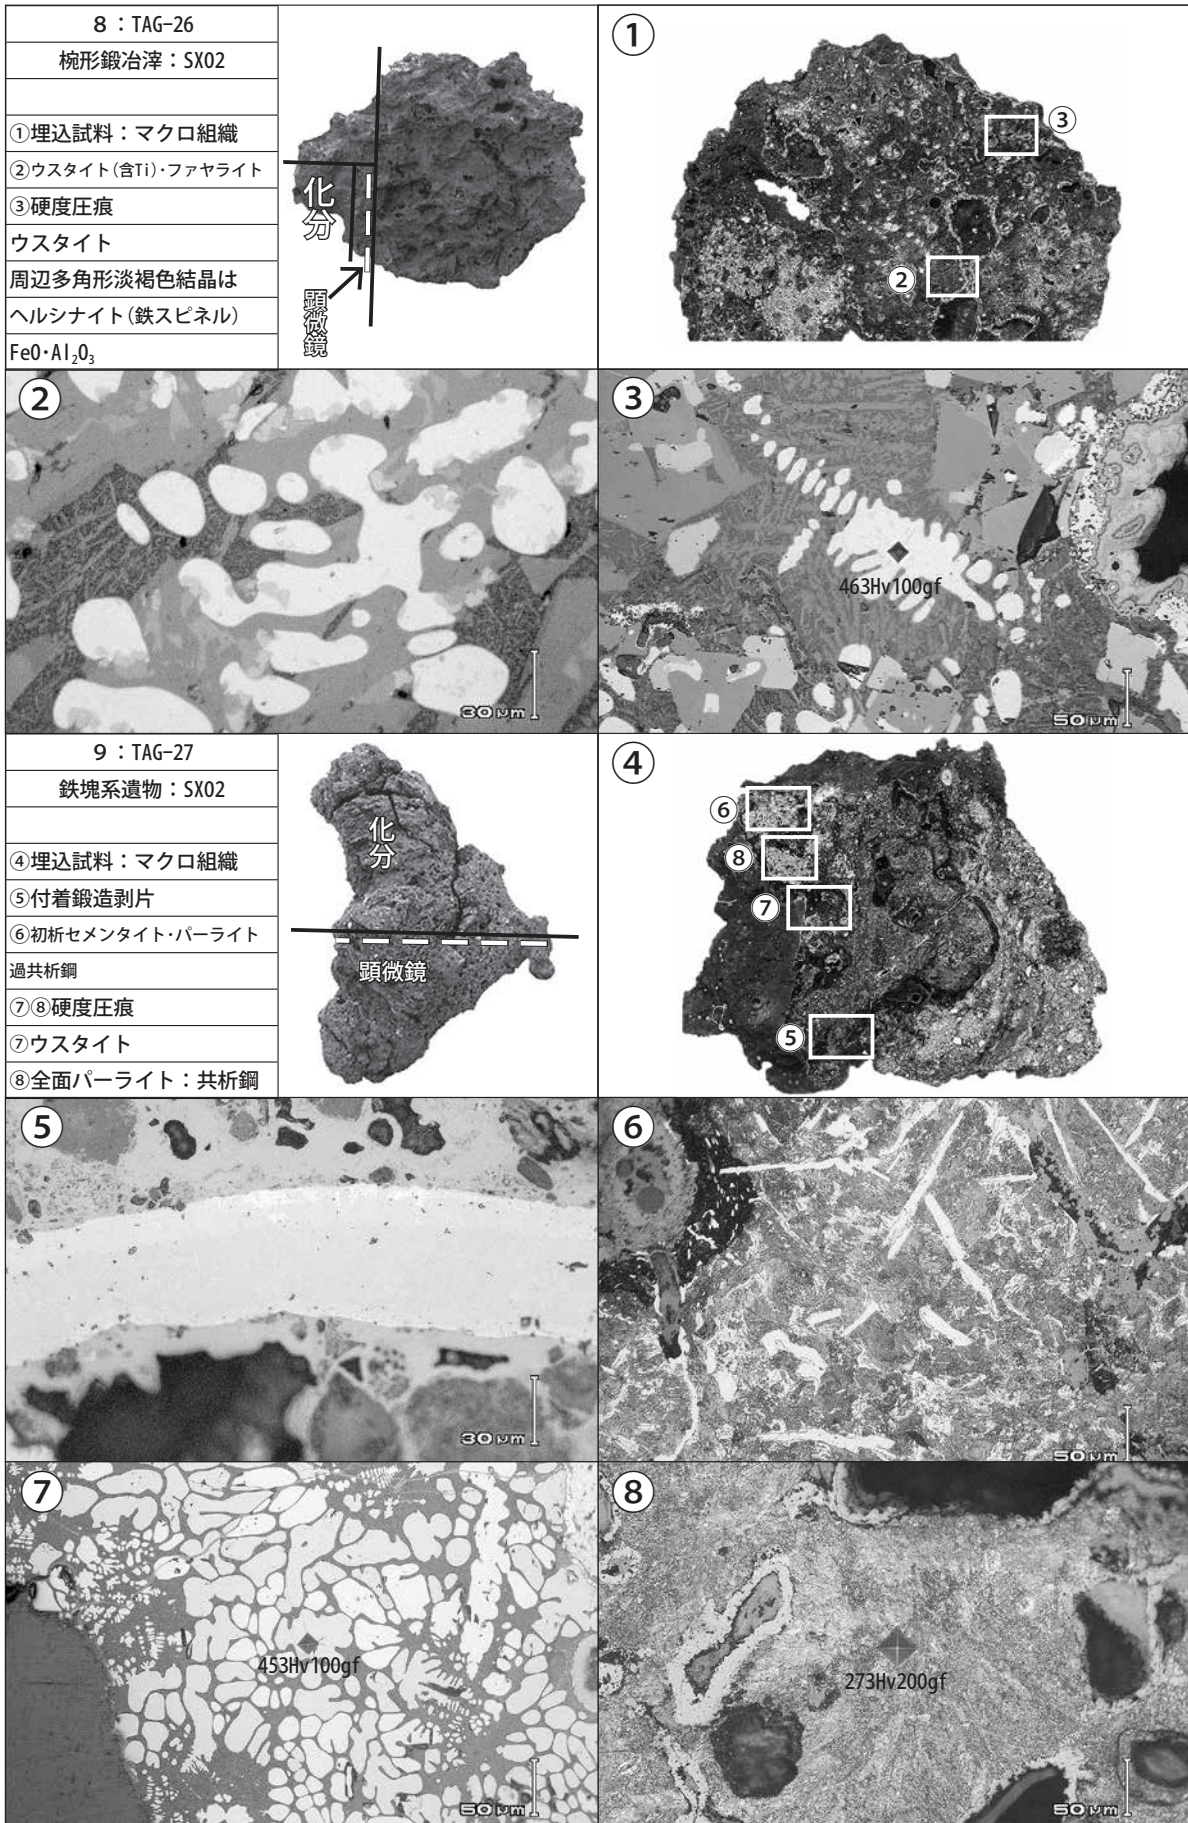 8：TAG-26
椀形鍛冶滓：SX02
①埋込試料：マクロ組織
②ウスタイト(含Ti)・ファヤライト
③硬度圧痕
ウスタイト
周辺多角形淡褐色結晶は
ヘルシナイト(鉄スピネル)
FeO・Al₂O₃
化分
顕微鏡
①
③
②
②
30μm
③
463Hv100gf
50μm
9：TAG-27
鉄塊系遺物：SX02
④埋込試料：マクロ組織
⑤付着鍛造剥片
⑥初析セメンタイト・パーライト
過共析鋼
⑦⑧硬度圧痕
⑦ウスタイト
⑧全面パーライト：共析鋼
化分
顕微鏡
④
⑥
⑧
⑦
⑤
⑤
30μm
⑥
50μm
⑦
453Hv100gf
50μm
⑧
273Hv200gf
50μm